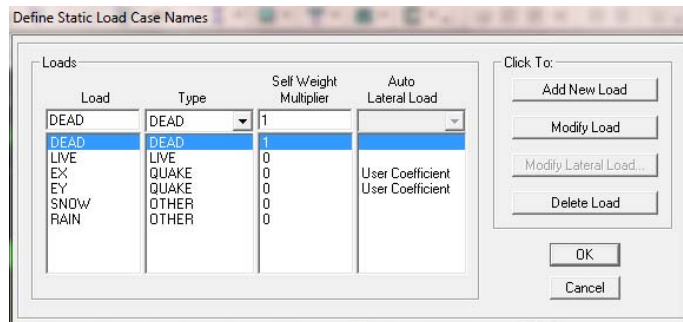 Define Static Load Case Names
Loads
Click To:
Load Type Self Weight Multiplier Auto Lateral Load
DEAD DEAD 1
DEAD DEAD 1
LIVE LIVE 0
EX QUAKE 0 User Coefficient
EY QUAKE 0 User Coefficient
SNOW OTHER 0
RAIN OTHER 0
Add New Load
Modify Load
Modify Lateral Load...
Delete Load
OK
Cancel